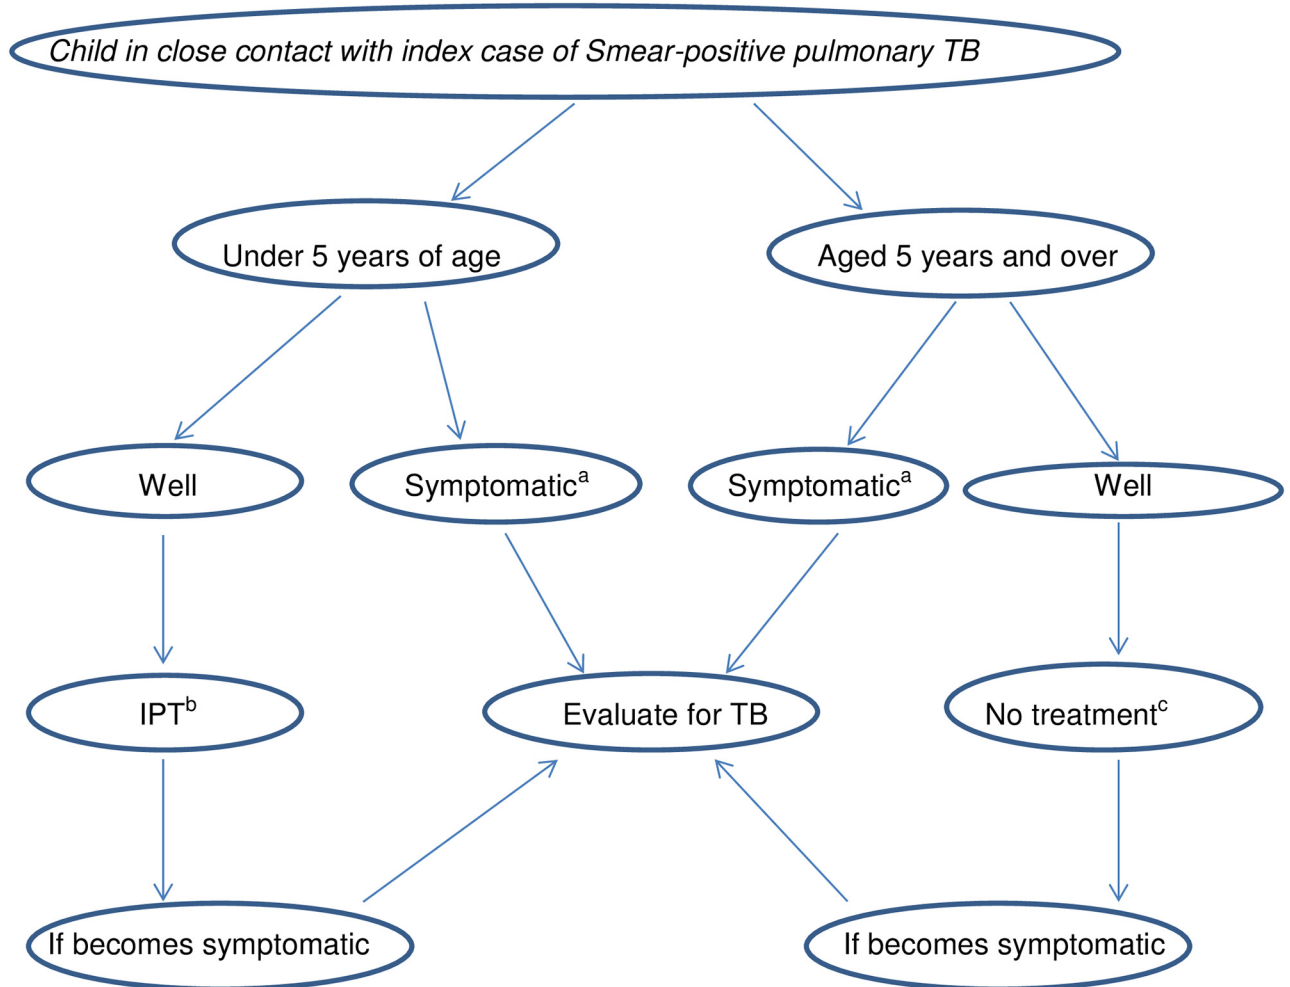 Child in close contact with index case of Smear-positive pulmonary TB
Under 5 years of age
Aged 5 years and over
Well
Symptomaticᵃ
Symptomaticᵃ
Well
IPTᵇ
Evaluate for TB
No treatmentᶜ
If becomes symptomatic
If becomes symptomatic